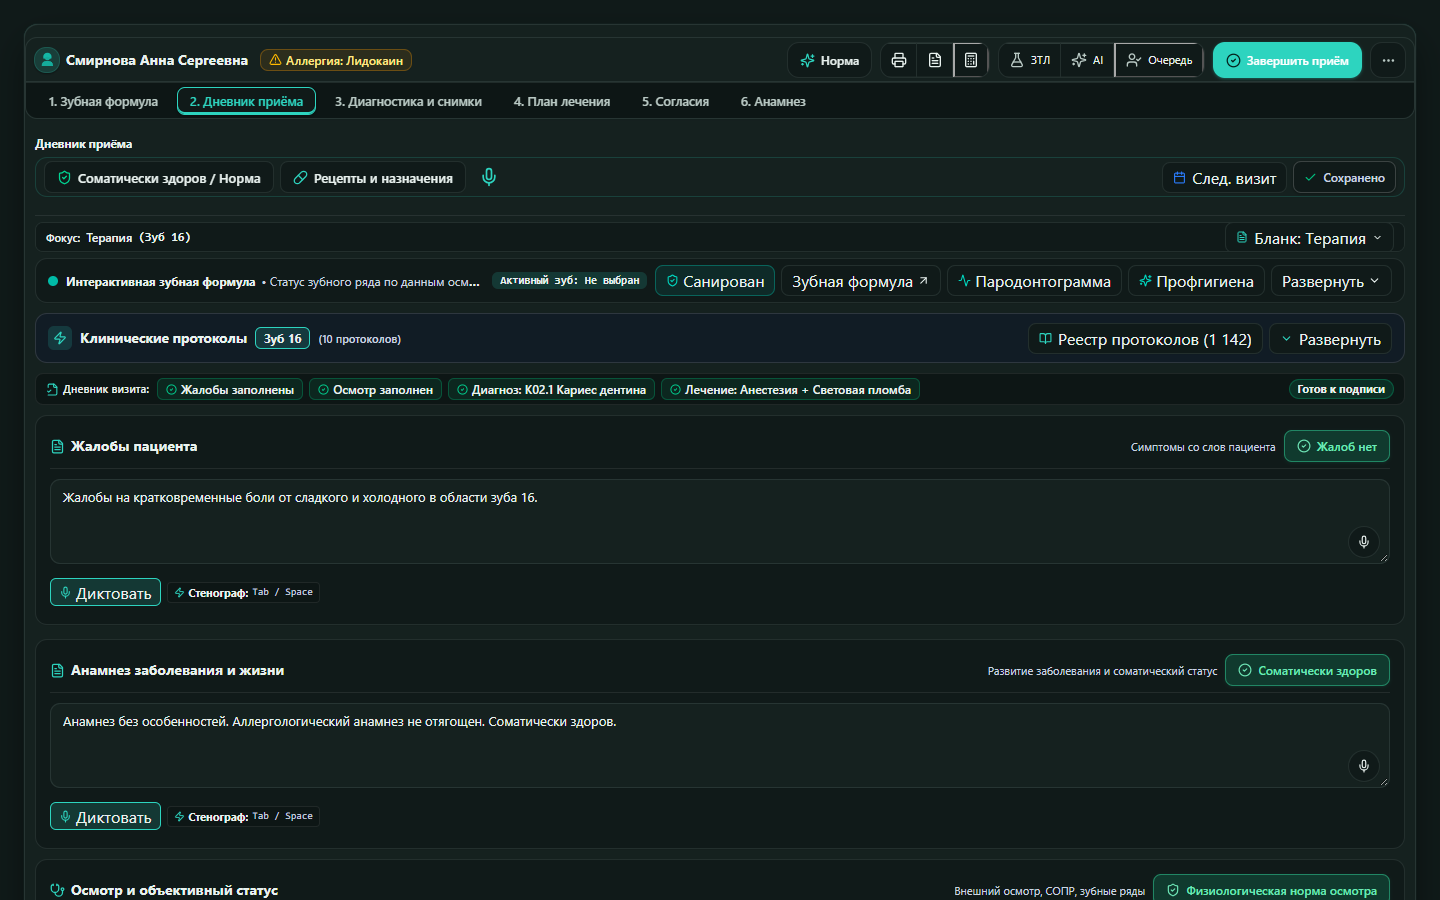 Смирнова Анна Сергеевна
Аллергия: Лидокаин
Норма
ЗТЛ
AI
Очередь
Завершить приём
1. Зубная формула
2. Дневник приёма
3. Диагностика и снимки
4. План лечения
5. Согласия
6. Анамнез
Дневник приёма
Соматически здоров / Норма
Рецепты и назначения
След. визит
Сохранено
Фокус: Терапия (Зуб 16)
Бланк: Терапия
Интерактивная зубная формула • Статус зубного ряда по данным осм...
Активный зуб: Не выбран
Санирован
Зубная формула
Пародонтограмма
Профгигиена
Развернуть
Клинические протоколы
Зуб 16
(10 протоколов)
Реестр протоколов (1 142)
Развернуть
Дневник визита:
Жалобы заполнены
Осмотр заполнен
Диагноз: K02.1 Кариес дентина
Лечение: Анестезия + Световая пломба
Готов к подписи
Жалобы пациента
Симптомы со слов пациента
Жалоб нет
Жалобы на кратковременные боли от сладкого и холодного в области зуба 16.
Диктовать
Стенограф: Tab / Space
Анамнез заболевания и жизни
Развитие заболевания и соматический статус
Соматически здоров
Анамнез без особенностей. Аллергологический анамнез не отягощен. Соматически здоров.
Диктовать
Стенограф: Tab / Space
Осмотр и объективный статус
Внешний осмотр, СОПР, зубные ряды
Физиологическая норма осмотра